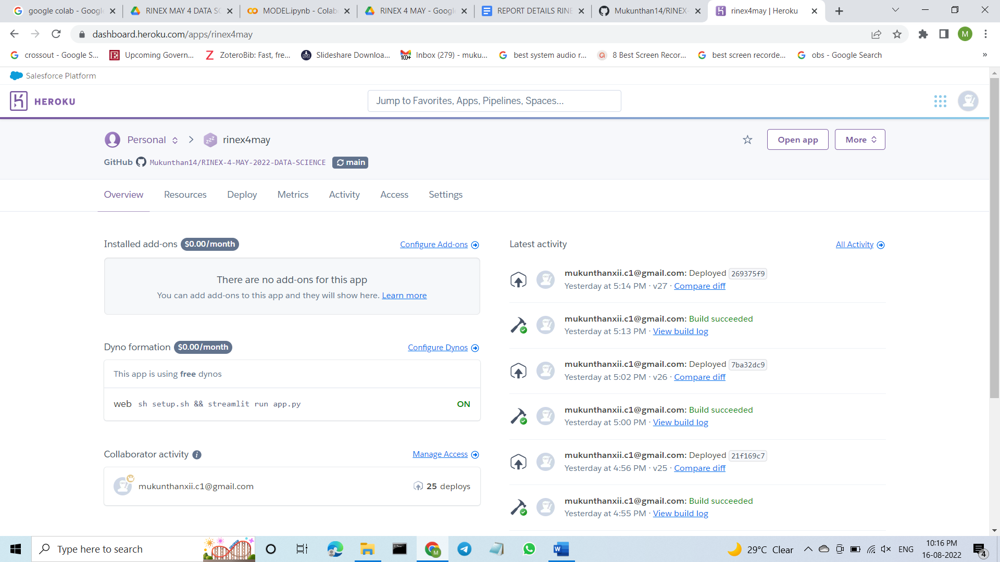 google colab - Google
RINEX MAY 4 DATA SC
MODEL.ipynb - Colab
RINEX 4 MAY - Google
REPORT DETAILS RINE
Mukunthan14/RINEX-
rinex4may | Heroku
dashboard.heroku.com/apps/rinex4may
M
crossout - Google S...
Upcoming Govern...
ZoteroBib: Fast, fre...
Slideshare Downloa...
100+
Inbox (279) - muku...
best system audio r...
8 Best Screen Recor...
best screen recorde...
obs - Google Search
»
Salesforce Platform
HEROKU
Jump to Favorites, Apps, Pipelines, Spaces...
Personal
zzz
rinex4may
Open app
More
GitHub Mukunthan14/RINEX-4-MAY-2022-DATA-SCIENCE main
Overview
Resources
Deploy
Metrics
Activity
Access
Settings
Installed add-ons $0.00/month
Configure Add-ons
There are no add-ons for this app
You can add add-ons to this app and they will show here. Learn more
Dyno formation $0.00/month
Configure Dynos
This app is using free dynos
web sh setup.sh && streamlit run app.py ON
Collaborator activity i
Manage Access
mukunthanxii.c1@gmail.com 25 deploys
Latest activity
All Activity
mukunthanxii.c1@gmail.com: Deployed 269375f9
Yesterday at 5:14 PM · v27 · Compare diff
mukunthanxii.c1@gmail.com: Build succeeded
Yesterday at 5:13 PM · View build log
mukunthanxii.c1@gmail.com: Deployed 7ba32dc9
Yesterday at 5:02 PM · v26 · Compare diff
mukunthanxii.c1@gmail.com: Build succeeded
Yesterday at 5:00 PM · View build log
mukunthanxii.c1@gmail.com: Deployed 21f169c7
Yesterday at 4:56 PM · v25 · Compare diff
mukunthanxii.c1@gmail.com: Build succeeded
Yesterday at 4:55 PM · View build log
Type here to search
M
W
29°C Clear
ENG
10:16 PM
16-08-2022
4